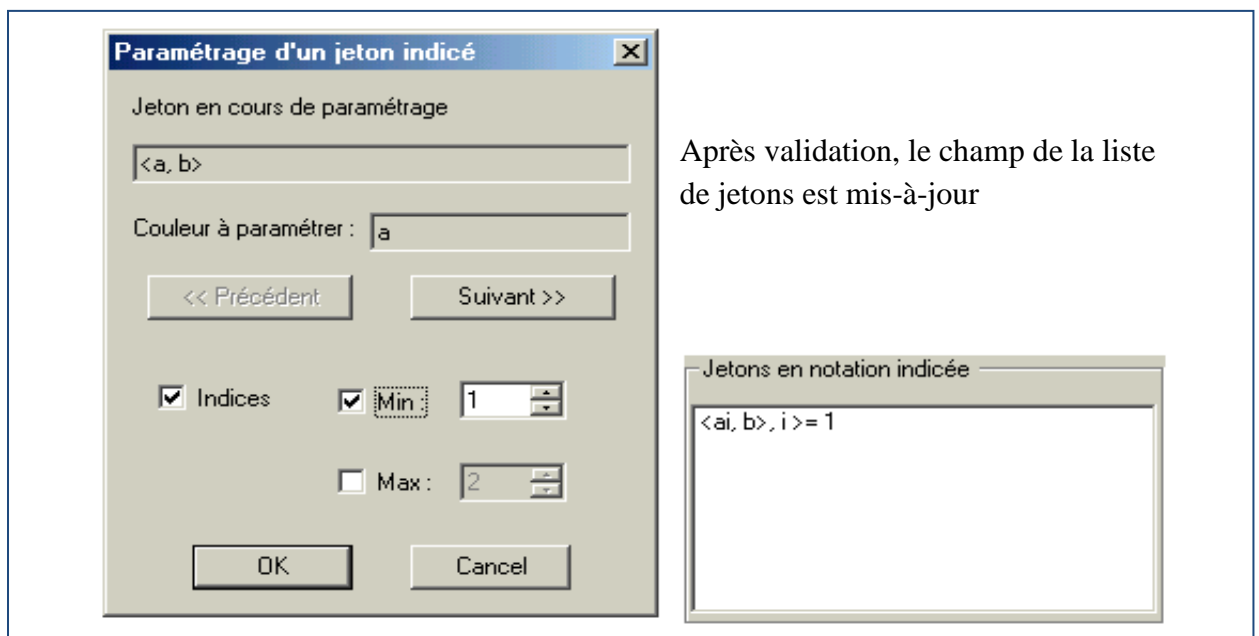 Paramétrage d'un jeton indicé
Jeton en cours de paramétrage
<a, b>
Couleur à paramétrer : a
<< Précédent Suivant >>
Indices Min : 1
Max : 2
OK Cancel
Après validation, le champ de la liste
de jetons est mis-à-jour
Jetons en notation indicée
<ai, b>, i >= 1